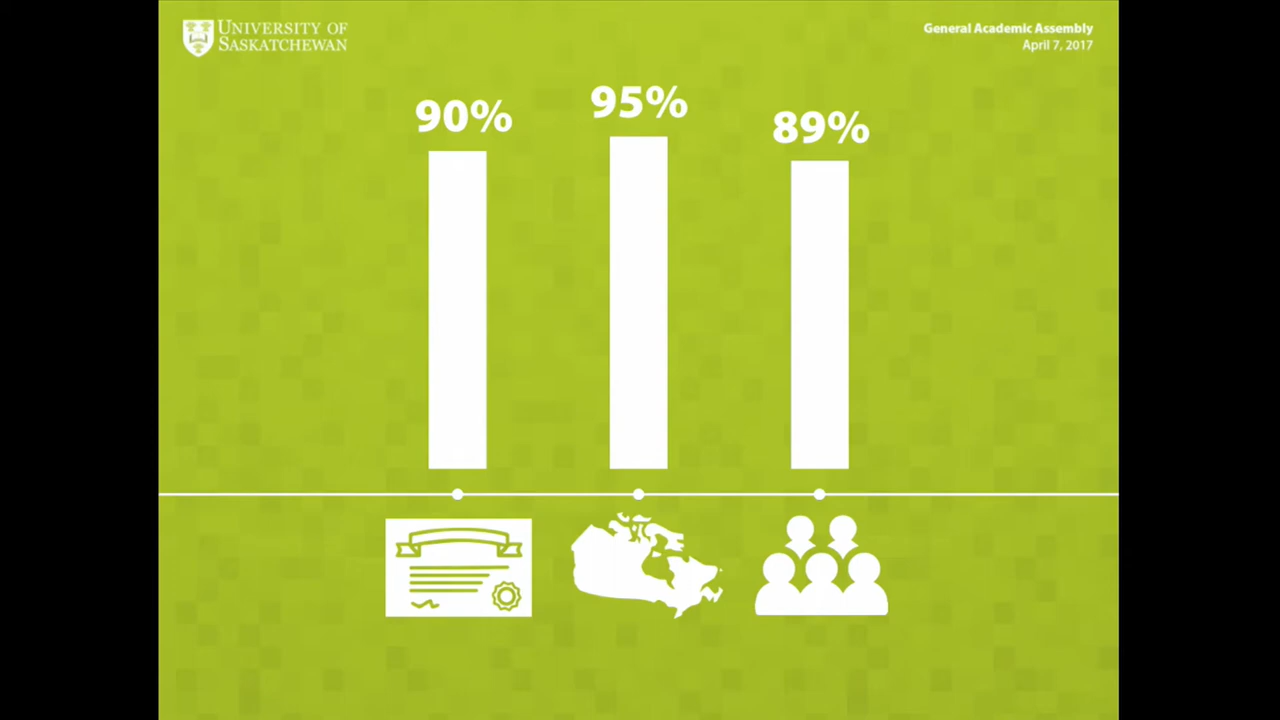 UNIVERSITY OF
SASKATCHEWAN
General Academic Assembly
April 7, 2017
90%
95%
89%